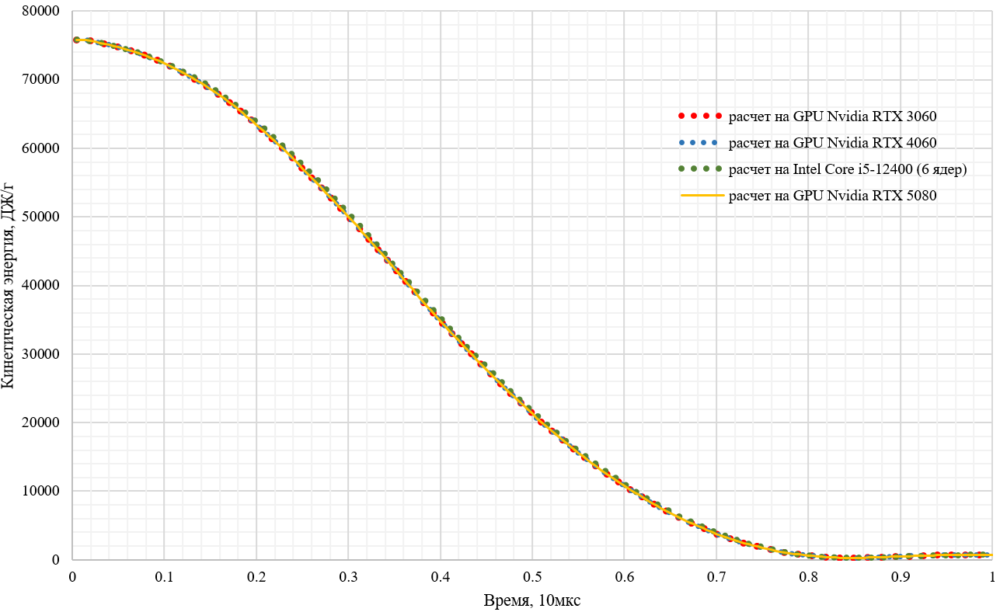 80000
70000
60000
50000
40000
30000
20000
10000
0
Кинетическая энергия, ДЖ/г
расчет на GPU Nvidia RTX 3060
расчет на GPU Nvidia RTX 4060
расчет на Intel Core i5-12400 (6 ядер)
расчет на GPU Nvidia RTX 5080
0 0.1 0.2 0.3 0.4 0.5 0.6 0.7 0.8 0.9 1
Время, 10мкс